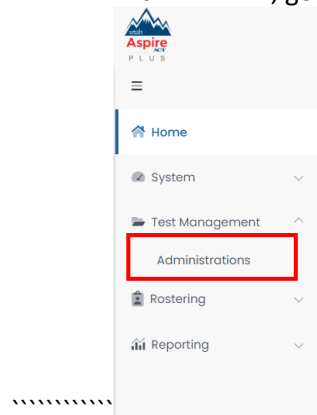 utah
Aspire
ACT
PLUS
Home
System
Test Management
Administrations
Rostering
Reporting